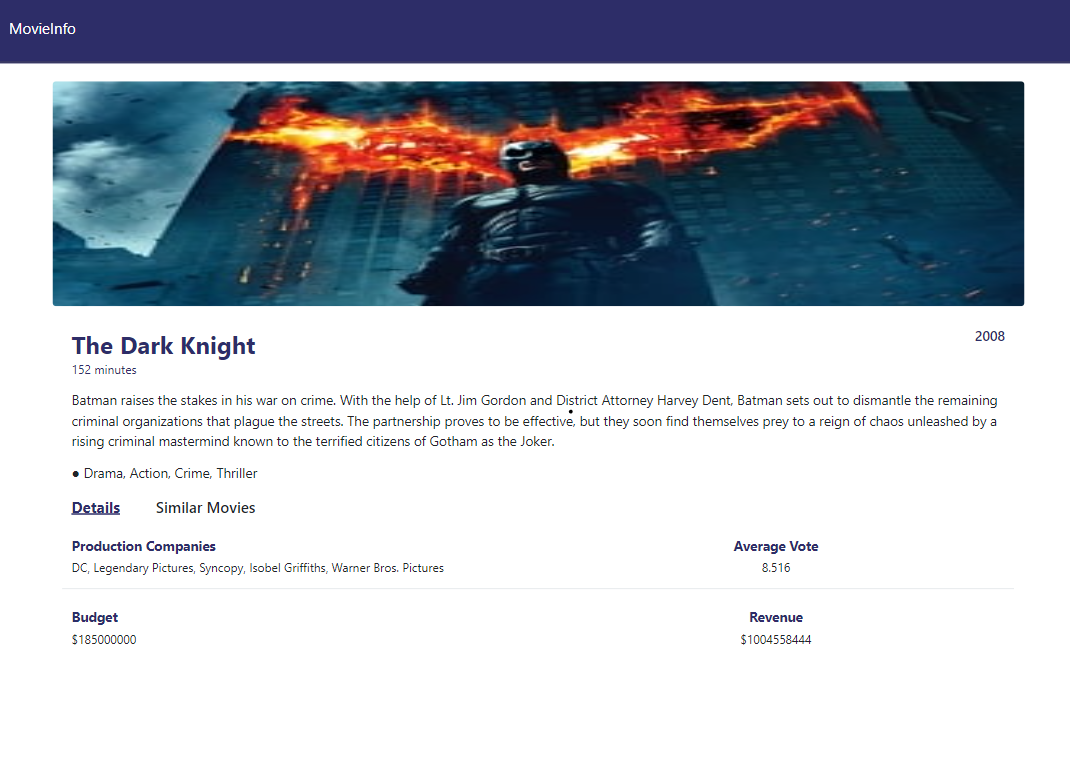 MovieInfo
The Dark Knight
2008
152 minutes
Batman raises the stakes in his war on crime. With the help of Lt. Jim Gordon and District Attorney Harvey Dent, Batman sets out to dismantle the remaining
criminal organizations that plague the streets. The partnership proves to be effective, but they soon find themselves prey to a reign of chaos unleashed by a
rising criminal mastermind known to the terrified citizens of Gotham as the Joker.
● Drama, Action, Crime, Thriller
Details Similar Movies
Production Companies Average Vote
DC, Legendary Pictures, Syncopy, Isobel Griffiths, Warner Bros. Pictures 8.516
Budget Revenue
$185000000 $1004558444